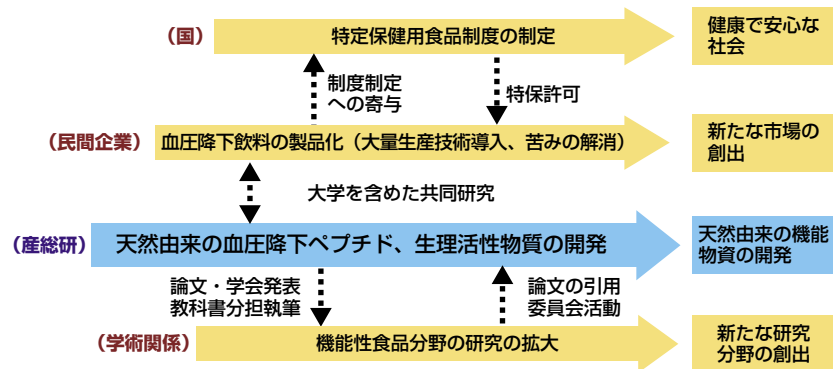 (国)
特定保健用食品制度の制定
健康で安心な
社会
制度制定
への寄与
特保許可
(民間企業)
血圧降下飲料の製品化(大量生産技術導入、苦みの解消)
新たな市場の
創出
大学を含めた共同研究
(産総研)
天然由来の血圧降下ペプチド、生理活性物質の開発
天然由来の機能
物資の開発
論文・学会発表
教科書分担執筆
論文の引用
委員会活動
(学術関係)
機能性食品分野の研究の拡大
新たな研究
分野の創出